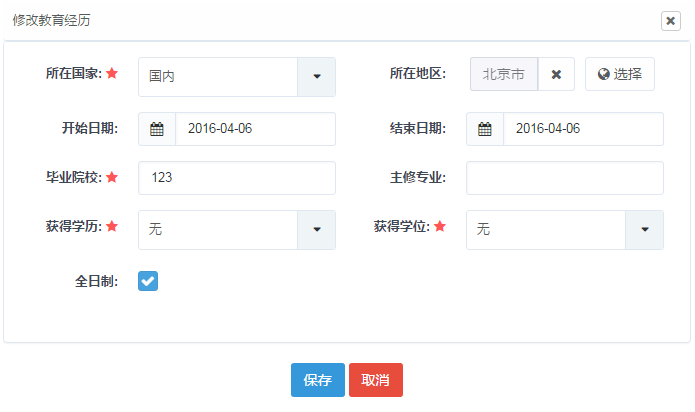 修改教育经历
所在国家: 国内 所在地区: 北京市 选择
开始日期: 2016-04-06 结束日期: 2016-04-06
毕业院校: 123 主修专业:
获得学历: 无 获得学位: 无
全日制:
保存 取消